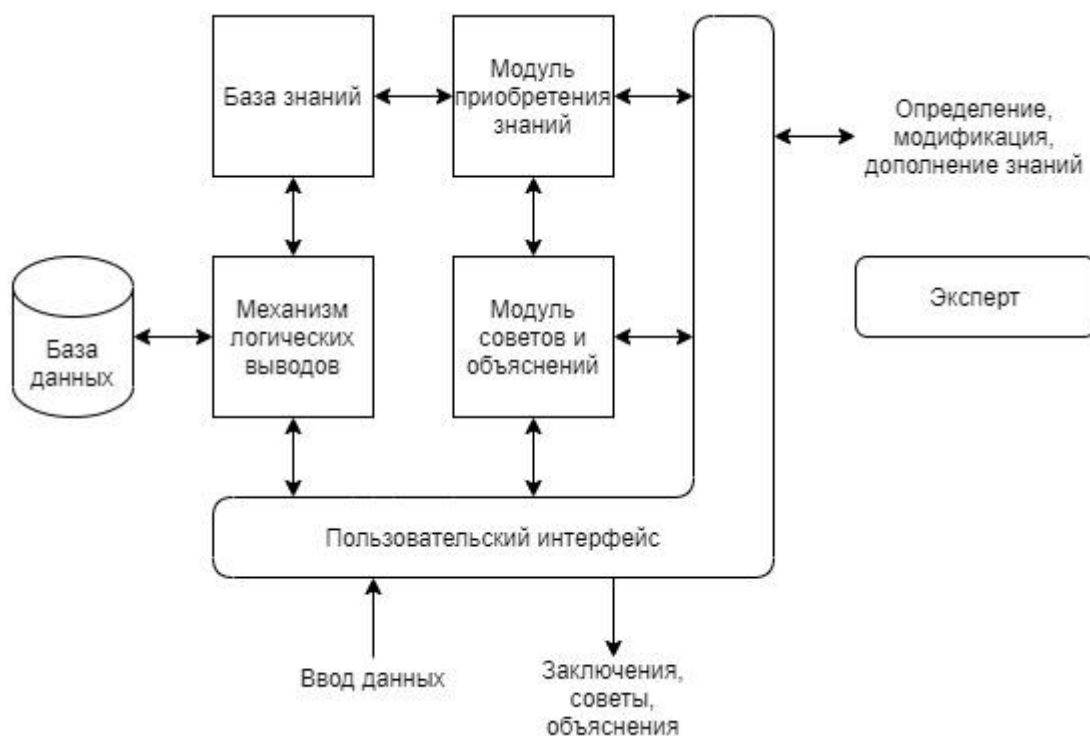 База знаний
Модуль
приобретения
знаний
Определение,
модификация,
дополнение знаний
База
данных
Механизм
логических
выводов
Модуль
советов и
объяснений
Эксперт
Пользовательский интерфейс
Ввод данных
Заключения,
советы,
объяснения